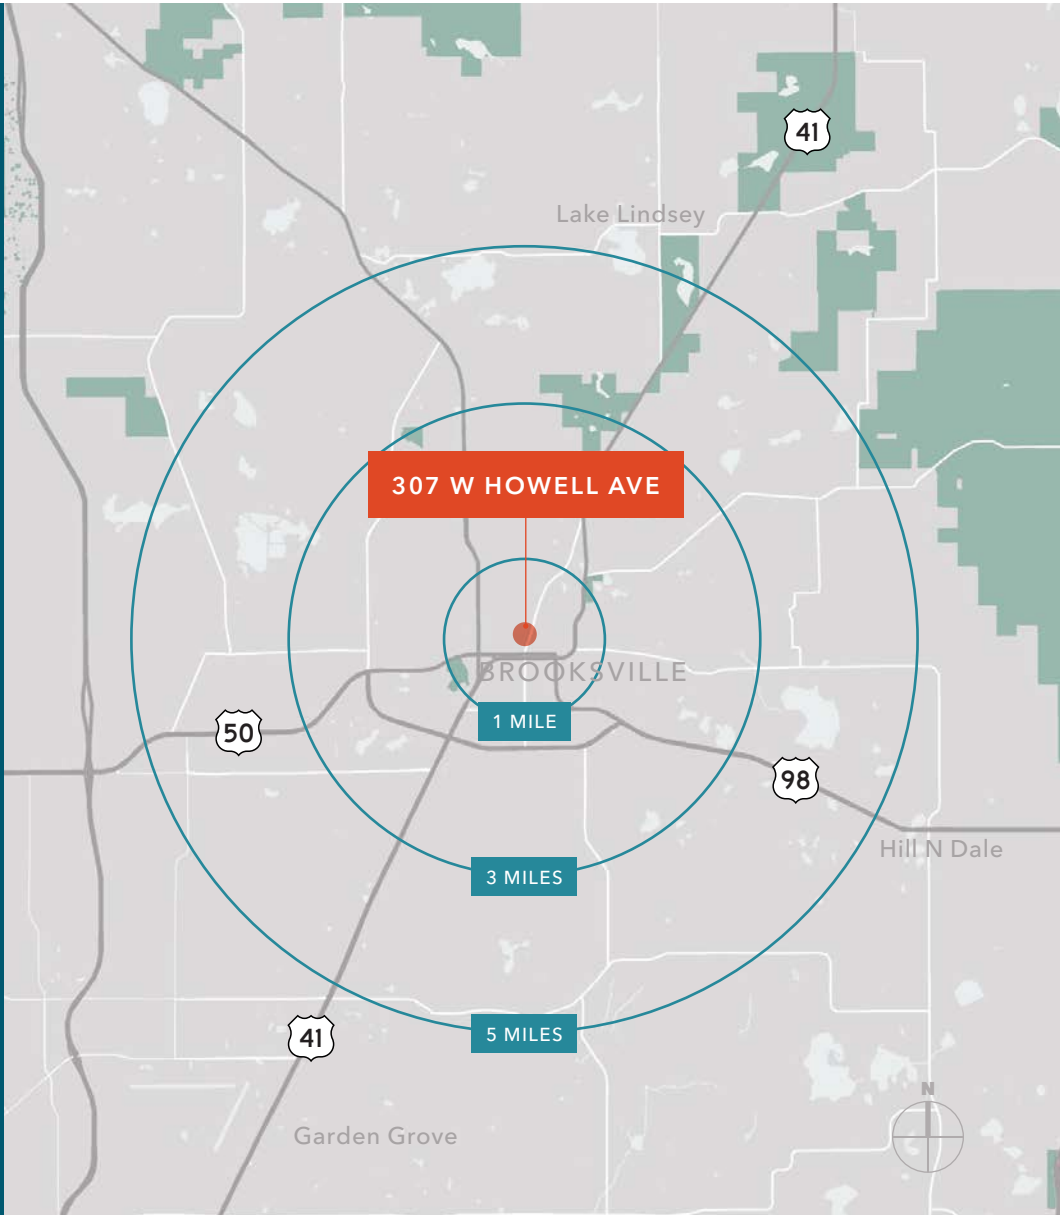 41
Lake Lindsey
307 W HOWELL AVE
BROOKSVILLE
1 MILE
50
98
Hill N Dale
3 MILES
5 MILES
41
N
Garden Grove